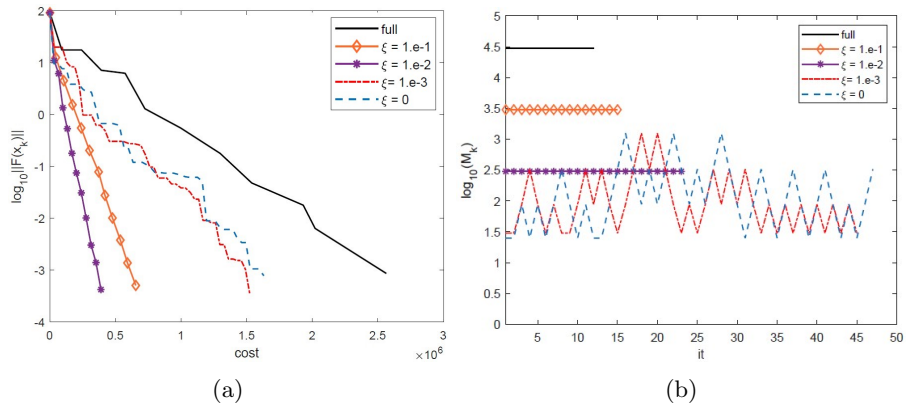 2
1
0
-1
-2
-3
-4
log10||F(xk)||
0
0.5
1
1.5
2
2.5
3
×10^6
cost
full
ξ = 1.e-1
ξ = 1.e-2
ξ = 1.e-3
ξ = 0
(a)
5
4.5
4
3.5
3
2.5
2
1.5
1
0.5
0
log10(Mk)
5
10
15
20
25
30
35
40
45
50
it
full
ξ = 1.e-1
ξ = 1.e-2
ξ= 1.e-3
ξ = 0
(b)